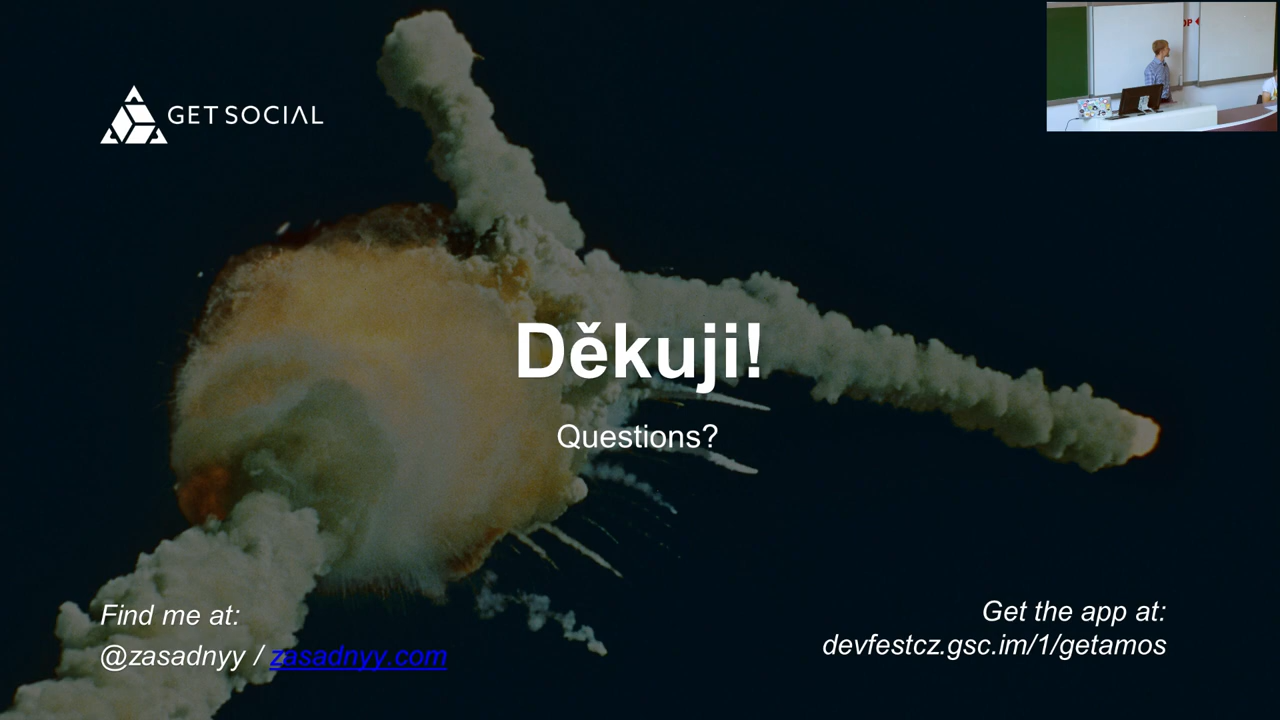 GET SOCIAL
OP
Děkuji!
Questions?
Find me at:
@zasadnyy / zasadnyy.com
Get the app at:
devfestcz.gsc.im/1/getamos